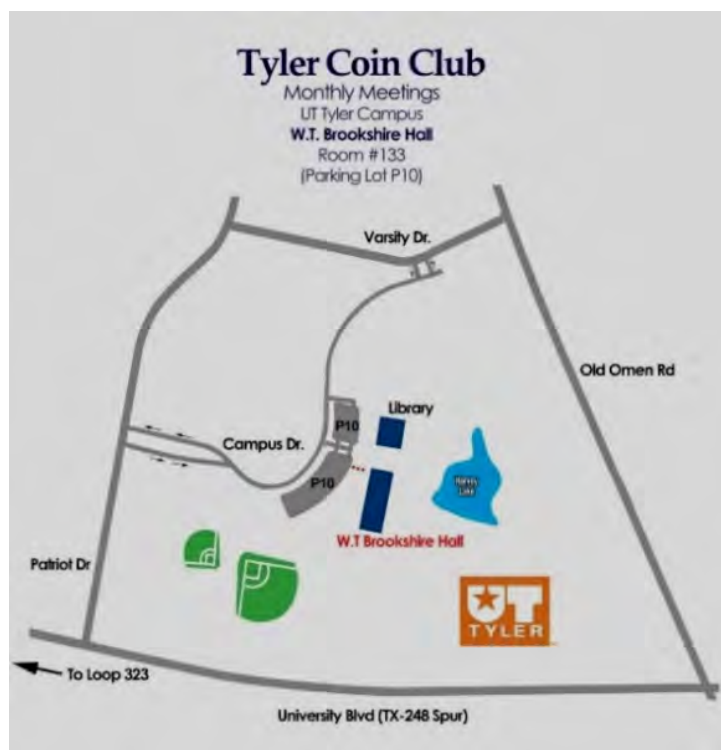 Tyler Coin Club
Monthly Meetings
UT Tyler Campus
W.T. Brookshire Hall
Room #133
(Parking Lot P10)
Varsity Dr.
Old Omen Rd
Library
P10
Campus Dr.
P10
Harvey
Lake
W.T Brookshire Hall
Patriot Dr
UT
TYLER
To Loop 323
University Blvd (TX-248 Spur)